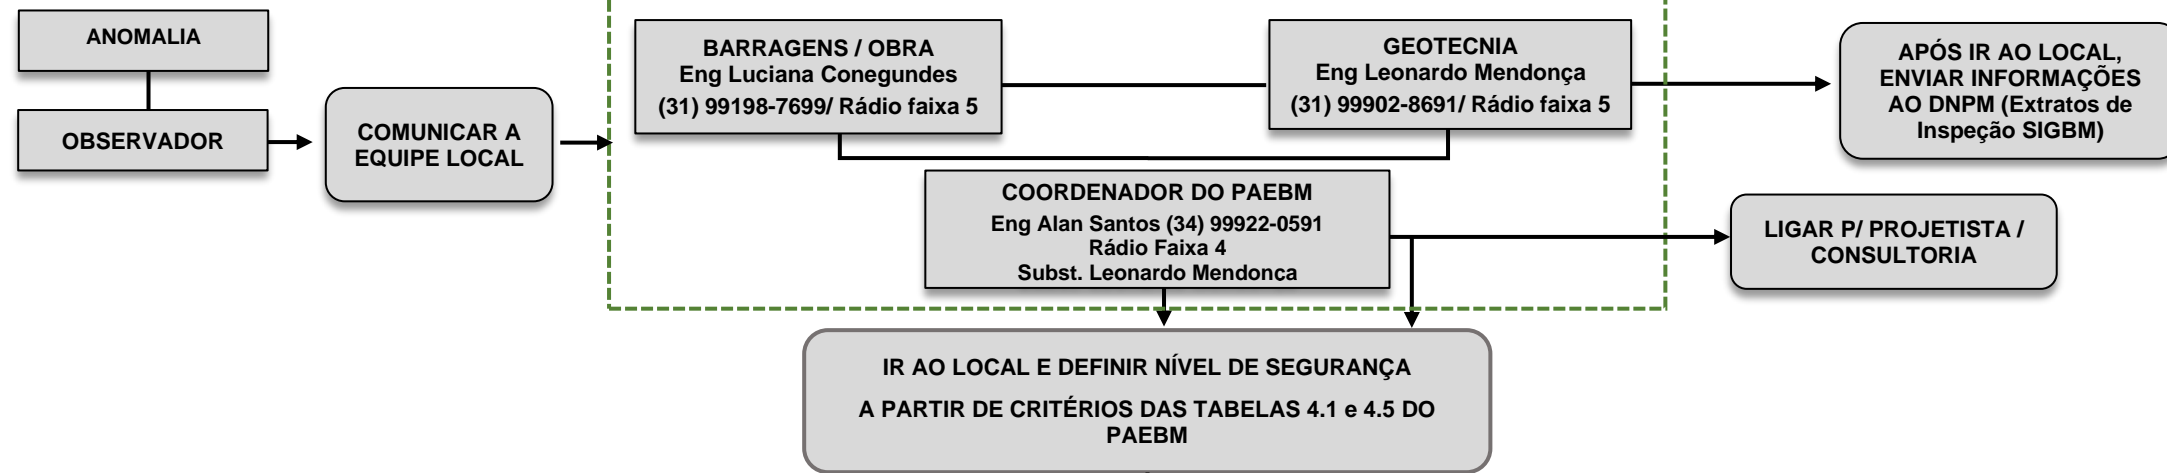 ANOMALIA
OBSERVADOR
COMUNICAR A
EQUIPE LOCAL
BARRAGENS / OBRA
Eng Luciana Conegundes
(31) 99198-7699/ Rádio faixa 5
GEOTECNIA
Eng Leonardo Mendonça
(31) 99902-8691/ Rádio faixa 5
APÓS IR AO LOCAL,
ENVIAR INFORMAÇÕES
AO DNPM (Extratos de
Inspeção SIGBM)
COORDENADOR DO PAEBM
Eng Alan Santos (34) 99922-0591
Rádio Faixa 4
Subst. Leonardo Mendonca
LIGAR P/ PROJETISTA /
CONSULTORIA
IR AO LOCAL E DEFINIR NÍVEL DE SEGURANÇA
A PARTIR DE CRITÉRIOS DAS TABELAS 4.1 e 4.5 DO
PAEBM